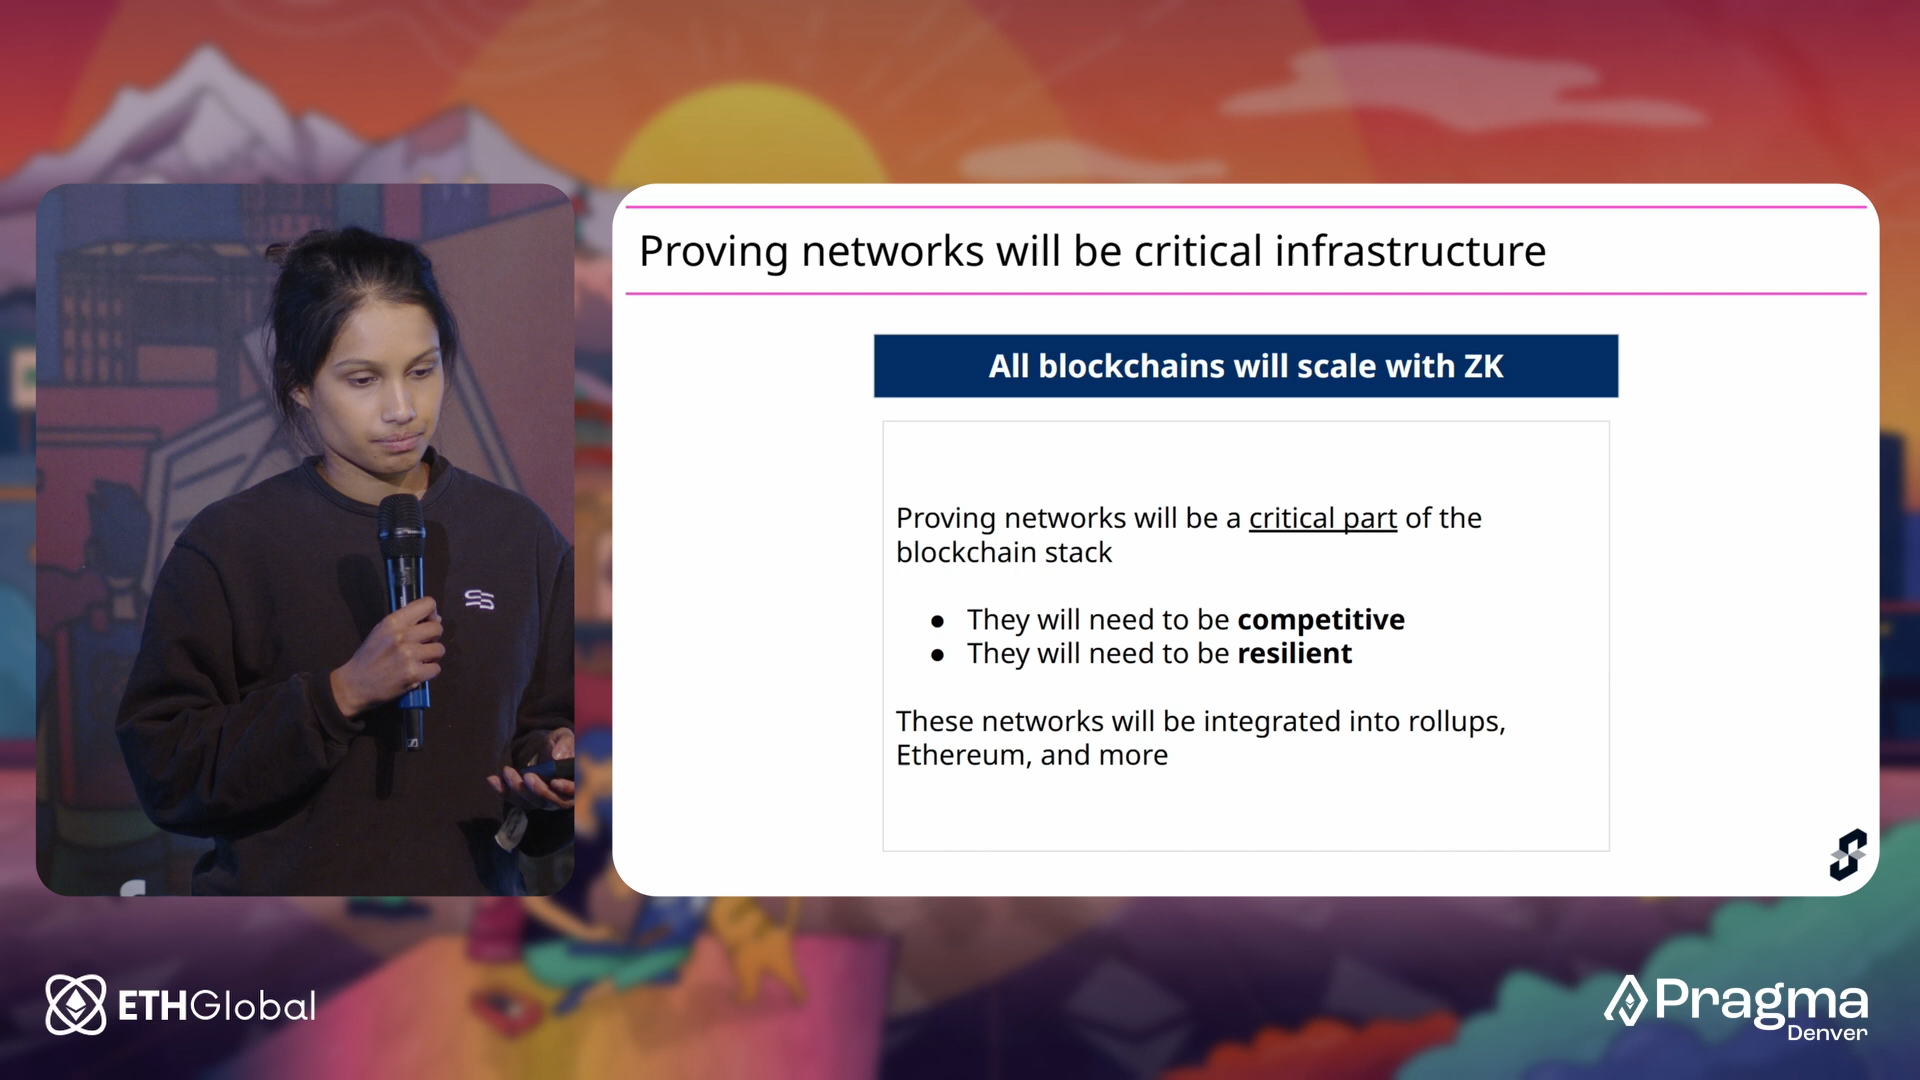 Proving networks will be critical infrastructure
All blockchains will scale with ZK
Proving networks will be a critical part of the
blockchain stack
● They will need to be competitive
● They will need to be resilient
These networks will be integrated into rollups,
Ethereum, and more
ETHGlobal
Pragma
Denver